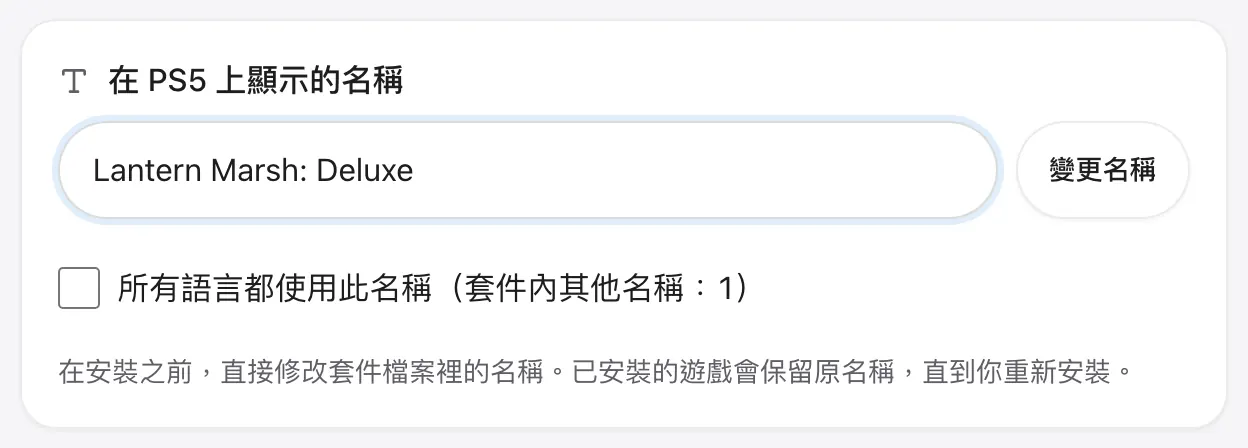 在 PS5 上顯示的名稱
Lantern Marsh: Deluxe
變更名稱
所有語言都使用此名稱（套件內其他名稱：1）
在安裝之前，直接修改套件檔案裡的名稱。已安裝的遊戲會保留原名稱，直到你重新安裝。